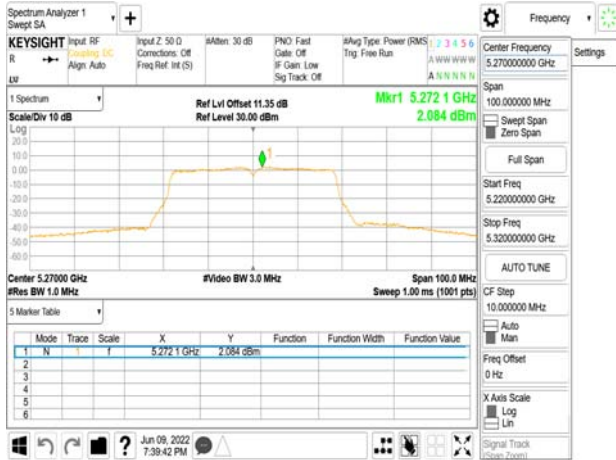 Spectrum Analyzer 1
Swept SA
+
Frequency
KEYSIGHT
Input: RF
Coupling: DC
Align: Auto
Input Z: 50 Ω
Corrections: Off
Freq Ref: Int (S)
#Atten: 30 dB
PNO: Fast
Gate: Off
IF Gain: Low
Sig Track: Off
#Avg Type: Power (RMS
Trig: Free Run
1 2 3 4 5 6
A W W W W W
A N N N N N
R
LXI
Center Frequency
5.270000000 GHz
Settings
1 Spectrum
Scale/Div 10 dB
Ref Lvl Offset 11.35 dB
Ref Level 30.00 dBm
Mkr1 5.272 1 GHz
2.084 dBm
Log
20.0
10.0
0.00
-10.0
-20.0
-30.0
-40.0
-50.0
-60.0
1
Span
100.000000 MHz
Swept Span
Zero Span
Full Span
Start Freq
5.220000000 GHz
Stop Freq
5.320000000 GHz
AUTO TUNE
Center 5.27000 GHz
#Res BW 1.0 MHz
#Video BW 3.0 MHz
Span 100.0 MHz
Sweep 1.00 ms (1001 pts)
CF Step
10.000000 MHz
Auto
Man
Freq Offset
0 Hz
X Axis Scale
Log
Lin
Signal Track
(Span Zoom)
5 Marker Table
Mode Trace Scale X Y Function Function Width Function Value
1 N 1 f 5.272 1 GHz 2.084 dBm
2
3
4
5
6
?
Jun 09, 2022
7:39:42 PM